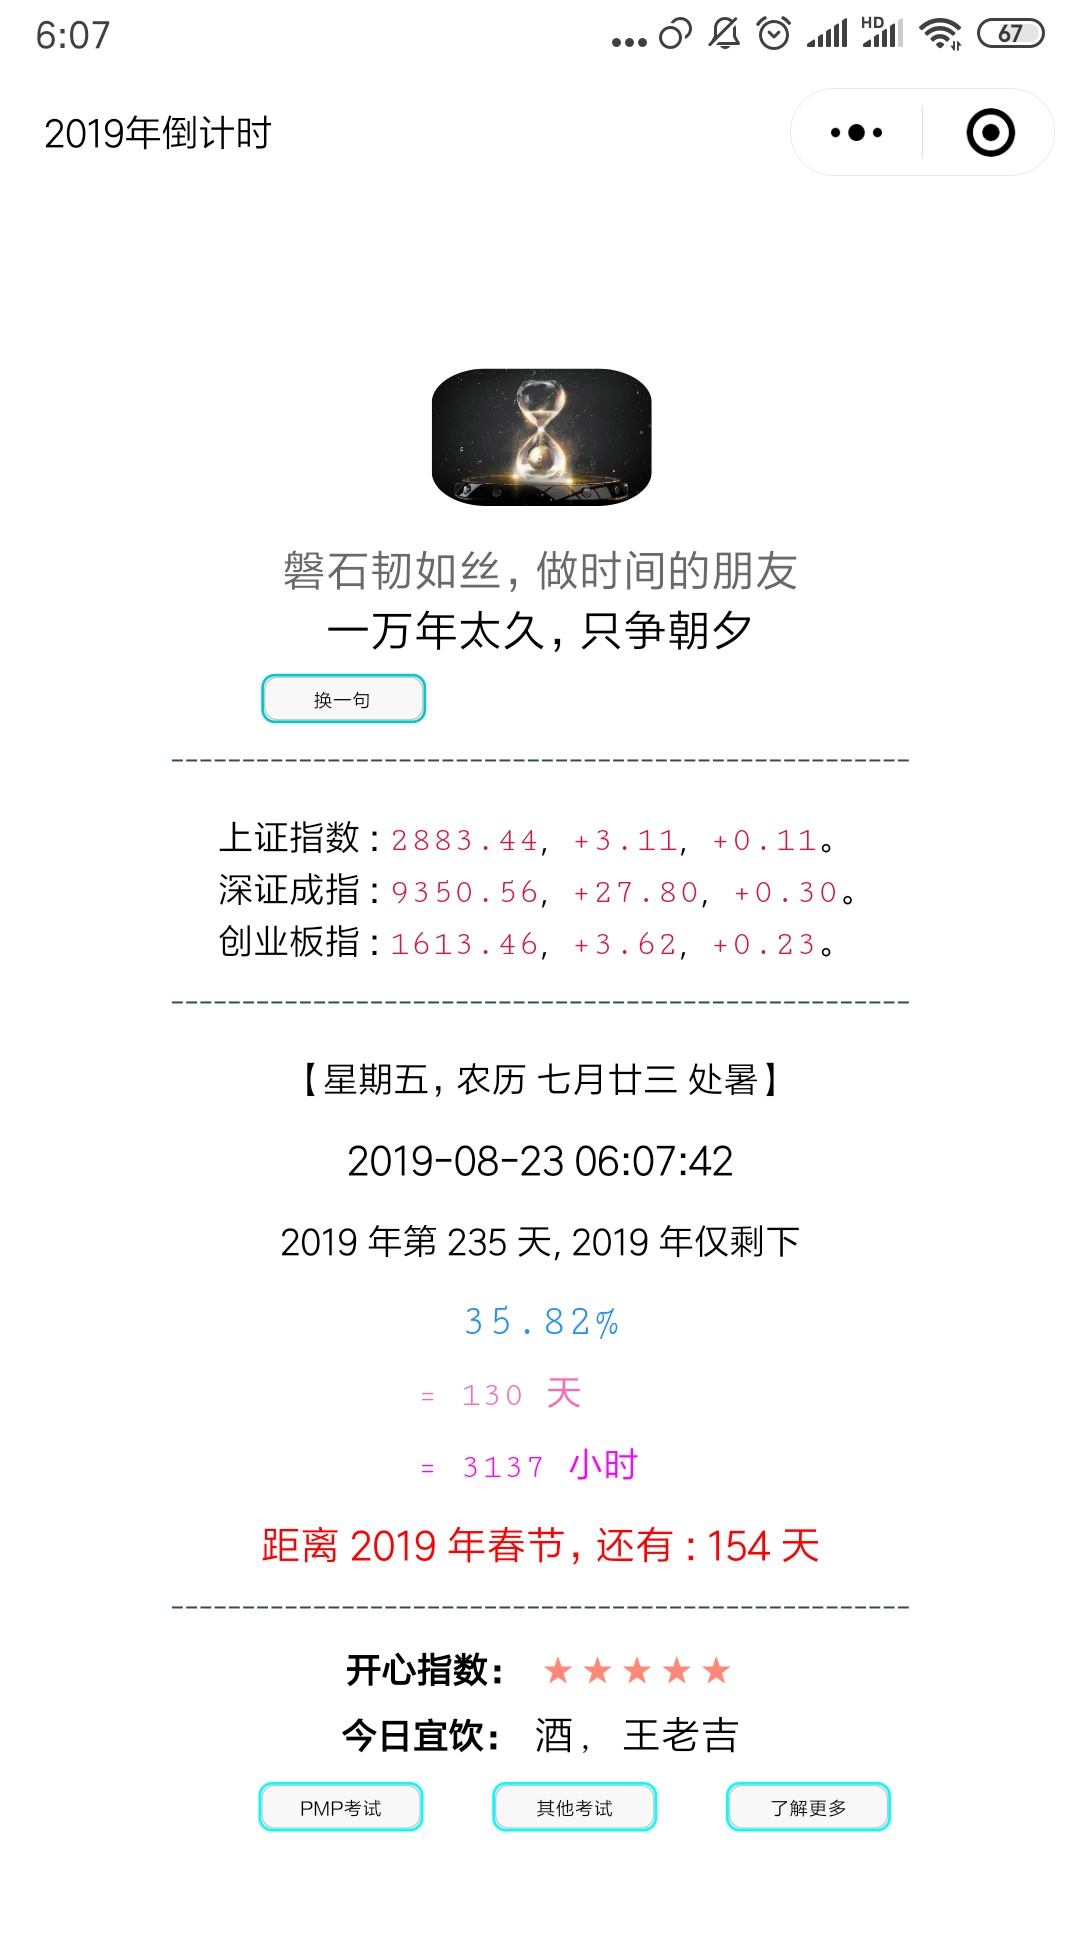 6:07
HD
67
2019年倒计时
磐石韧如丝，做时间的朋友
一万年太久，只争朝夕
换一句
----------------------------------------------------
上证指数：2883.44, +3.11, +0.11。
深证成指：9350.56, +27.80, +0.30。
创业板指：1613.46, +3.62, +0.23。
----------------------------------------------------
【星期五，农历 七月廿三 处暑】
2019-08-23 06:07:42
2019 年第 235 天, 2019 年仅剩下
35.82%
= 130 天
= 3137 小时
距离 2019 年春节，还有：154 天
----------------------------------------------------
开心指数： ★ ★ ★ ★ ★
今日宜饮： 酒, 王老吉
PMP考试 其他考试 了解更多